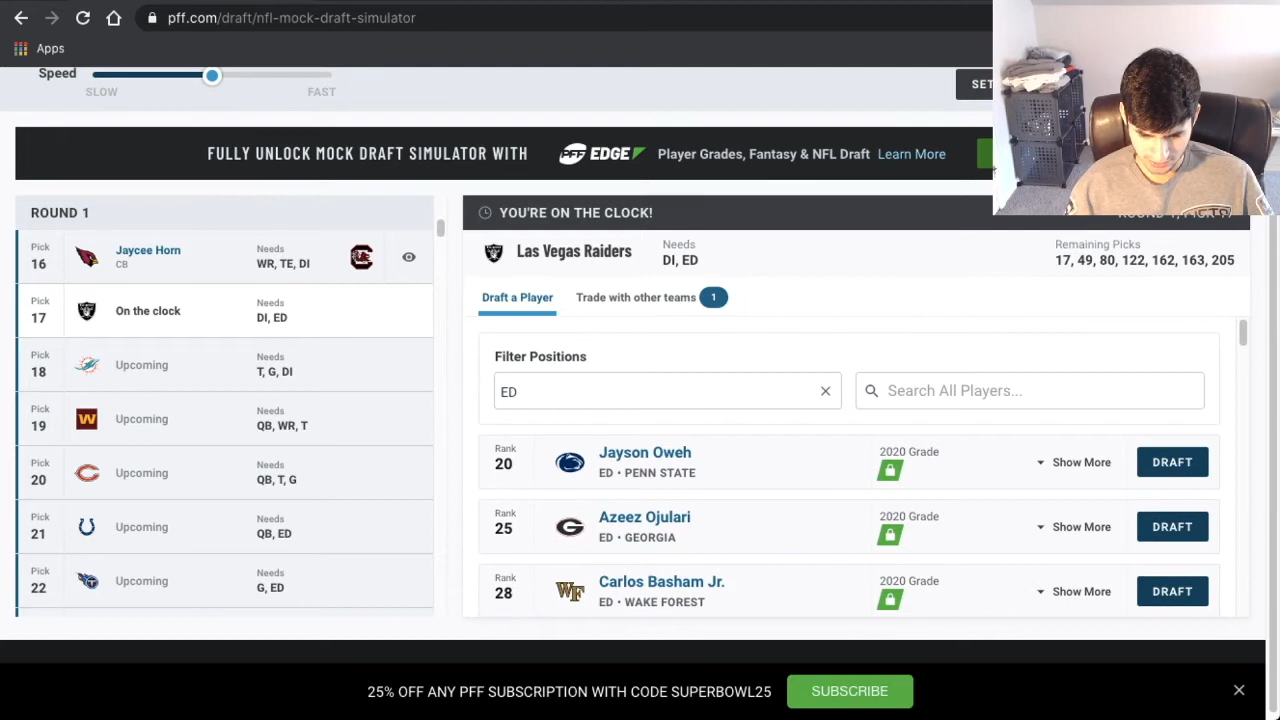 pff.com/draft/nfl-mock-draft-simulator
Apps
Speed
SLOW
FAST
SET
FULLY UNLOCK MOCK DRAFT SIMULATOR WITH
PFF EDGE
Player Grades, Fantasy & NFL Draft Learn More
ROUND 1
Pick
16
Jaycee Horn
CB
Needs
WR, TE, DI
Pick
17
On the clock
Needs
DI, ED
Pick
18
Upcoming
Needs
T, G, DI
Pick
19
Upcoming
Needs
QB, WR, T
Pick
20
Upcoming
Needs
QB, T, G
Pick
21
Upcoming
Needs
QB, ED
Pick
22
Upcoming
Needs
G, ED
YOU'RE ON THE CLOCK!
Las Vegas Raiders
Needs
DI, ED
Remaining Picks
17, 49, 80, 122, 162, 163, 205
Draft a Player
Trade with other teams 1
Filter Positions
ED
Search All Players...
Rank
20
Jayson Oweh
ED • PENN STATE
2020 Grade
Show More
DRAFT
Rank
25
Azeez Ojulari
ED • GEORGIA
2020 Grade
Show More
DRAFT
Rank
28
Carlos Basham Jr.
ED • WAKE FOREST
2020 Grade
Show More
DRAFT
25% OFF ANY PFF SUBSCRIPTION WITH CODE SUPERBOWL25
SUBSCRIBE